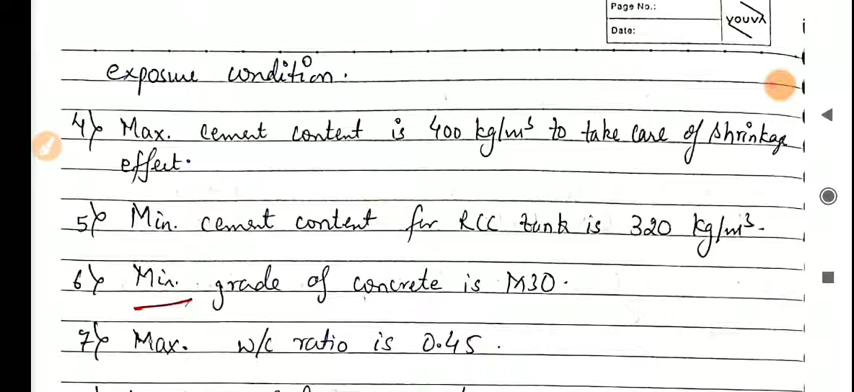 Page No.:
Date:
YOUVA
exposure condition.
4) Max. cement content is 400 kg/m³ to take care of shrinkage
effect.
5) Min. cement content for RCC tank is 320 kg/m³.
6) Min. grade of concrete is M30.
7) Max. w/c ratio is 0.45.